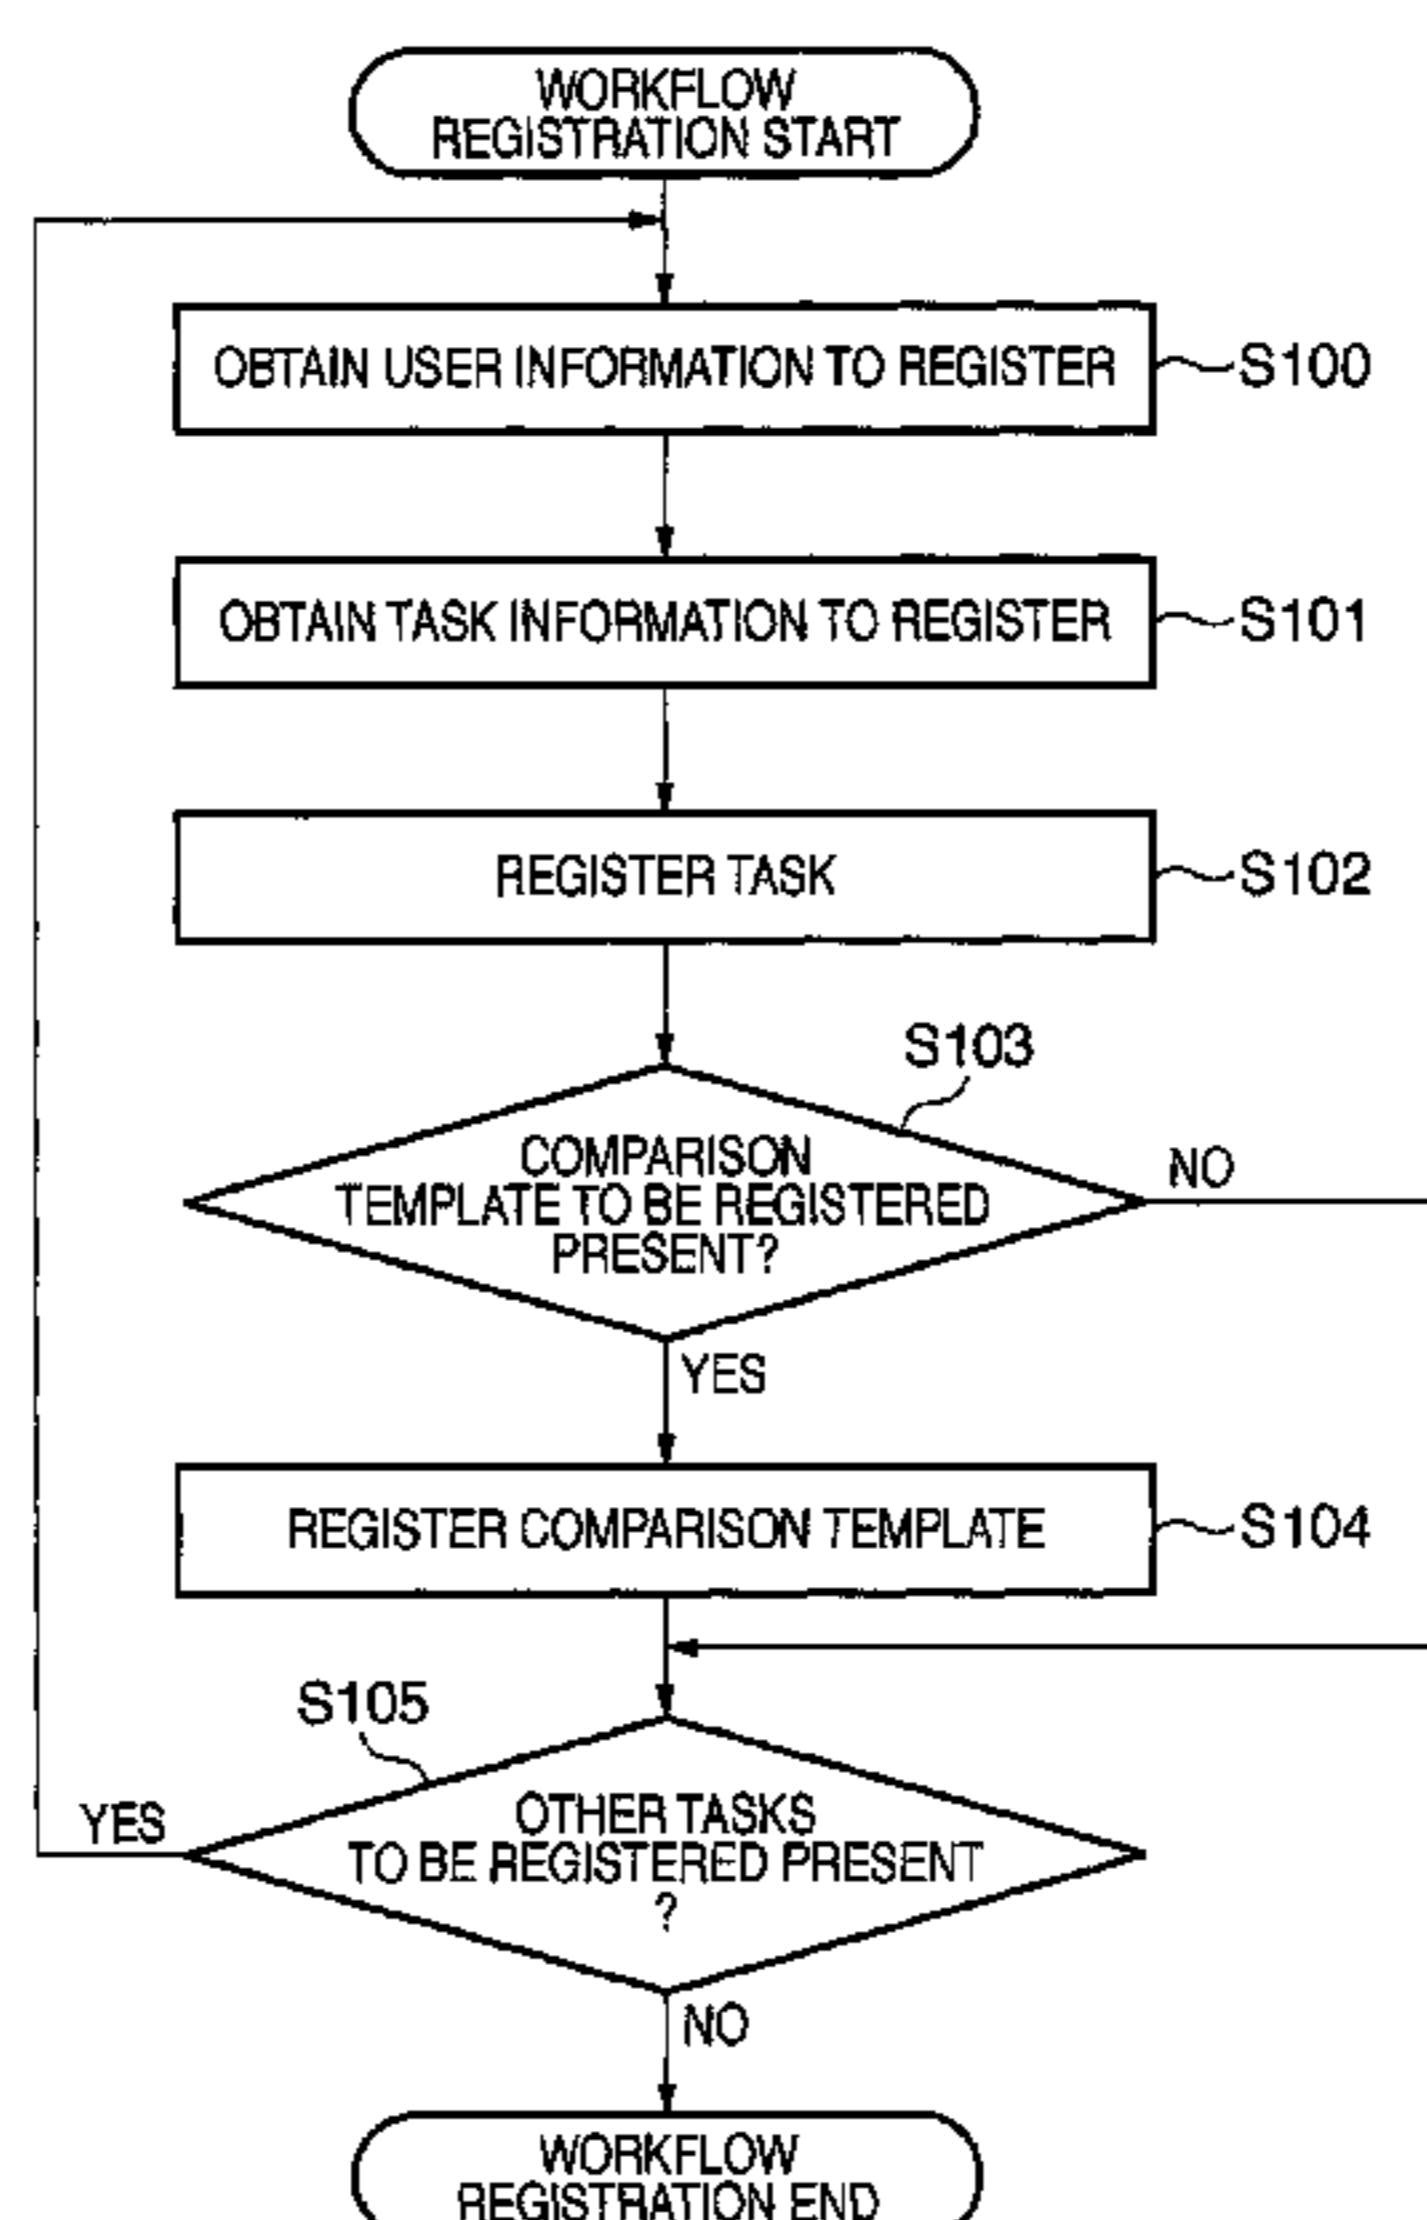 WORKFLOW
REGISTRATION START
OBTAIN USER INFORMATION TO REGISTER
S100
OBTAIN TASK INFORMATION TO REGISTER
S101
REGISTER TASK
S102
S103
COMPARISON
TEMPLATE TO BE REGISTERED
PRESENT?
NO
YES
REGISTER COMPARISON TEMPLATE
S104
S105
OTHER TASKS
TO BE REGISTERED PRESENT
?
YES
NO
WORKFLOW
REGISTRATION END